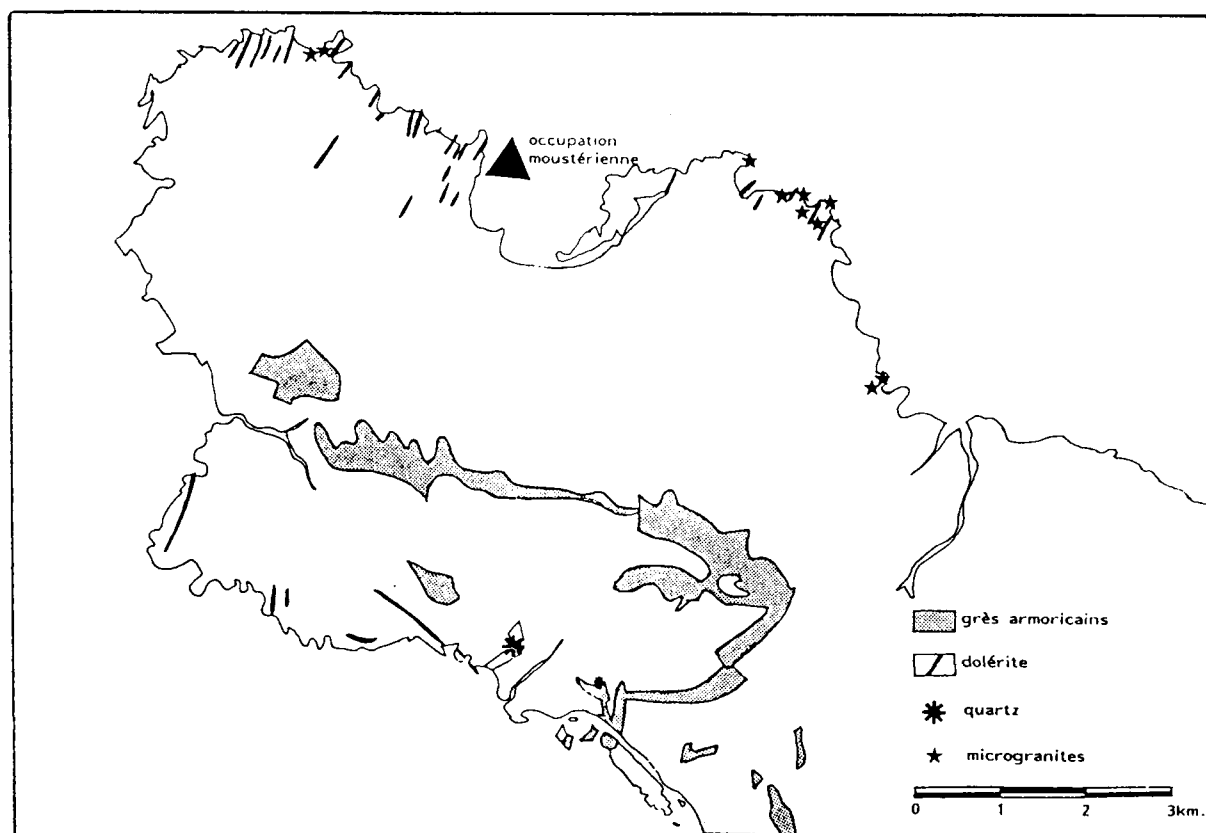 occupation
moustérienne
grès armoricains
dolérite
quartz
microgranites
0 1 2 3km.